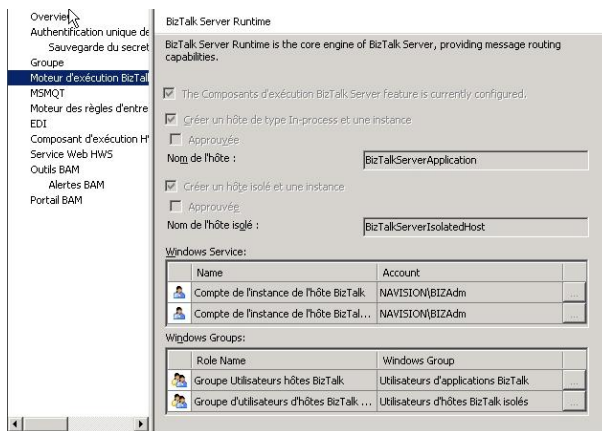 Overview
Authentification unique de
Sauvegarde du secret
Groupe
Moteur d'exécution BizTal
MSMQT
Moteur des règles d'entre
EDI
Composant d'exécution H'
Service Web HWS
Outils BAM
Alertes BAM
Portail BAM
BizTalk Server Runtime
BizTalk Server Runtime is the core engine of BizTalk Server, providing message routing
capabilities.
The Composants d'exécution BizTalk Server feature is currently configured.
Créer un hôte de type In-process et une instance
Approuvée
Nom de l'hôte :
BizTalkServerApplication
Créer un hôte isolé et une instance
Approuvée
Nom de l'hôte isolé :
BizTalkServerIsolatedHost
Windows Service:
Name Account
Compte de l'instance de l'hôte BizTalk NAVISION\BIZAdm ...
Compte de l'instance de l'hôte BizTal... NAVISION\BIZAdm ...
Windows Groups:
Role Name Windows Group
Groupe Utilisateurs hôtes BizTalk Utilisateurs d'applications BizTalk ...
Groupe d'utilisateurs d'hôtes BizTalk ... Utilisateurs d'hôtes BizTalk isolés ...